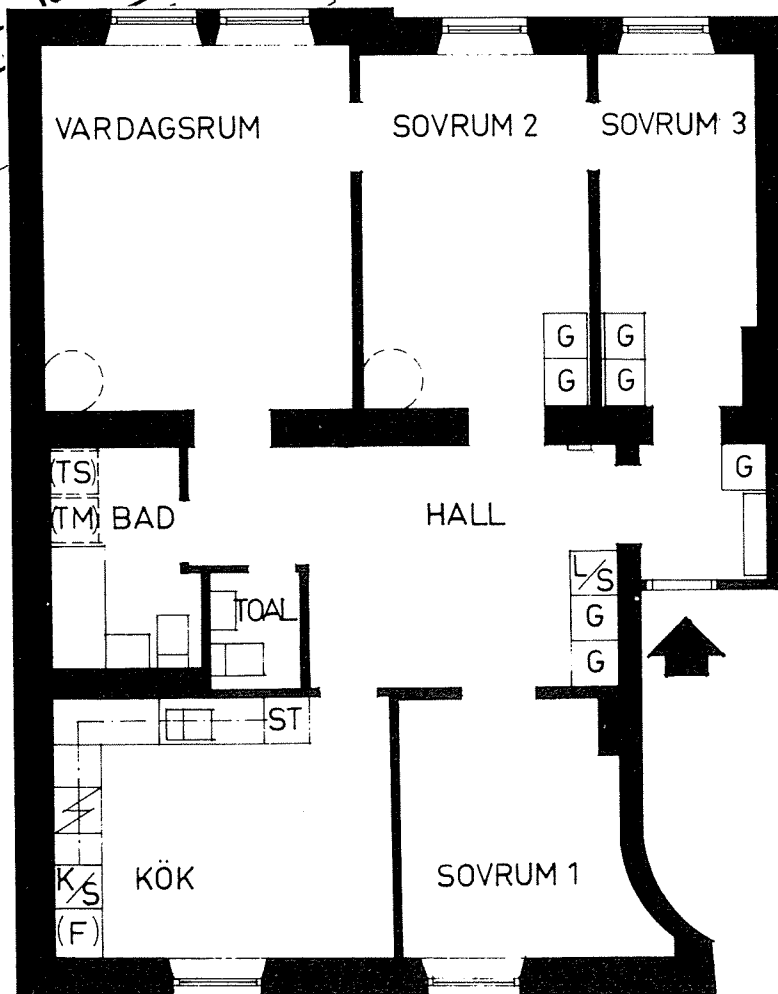 VARDAGSRUM
SOVRUM 2
SOVRUM 3
G
G
G
G
(TS)
(TM)
BAD
HALL
G
L/S
G
G
TOAL
ST
K/S
(F)
KÖK
SOVRUM 1